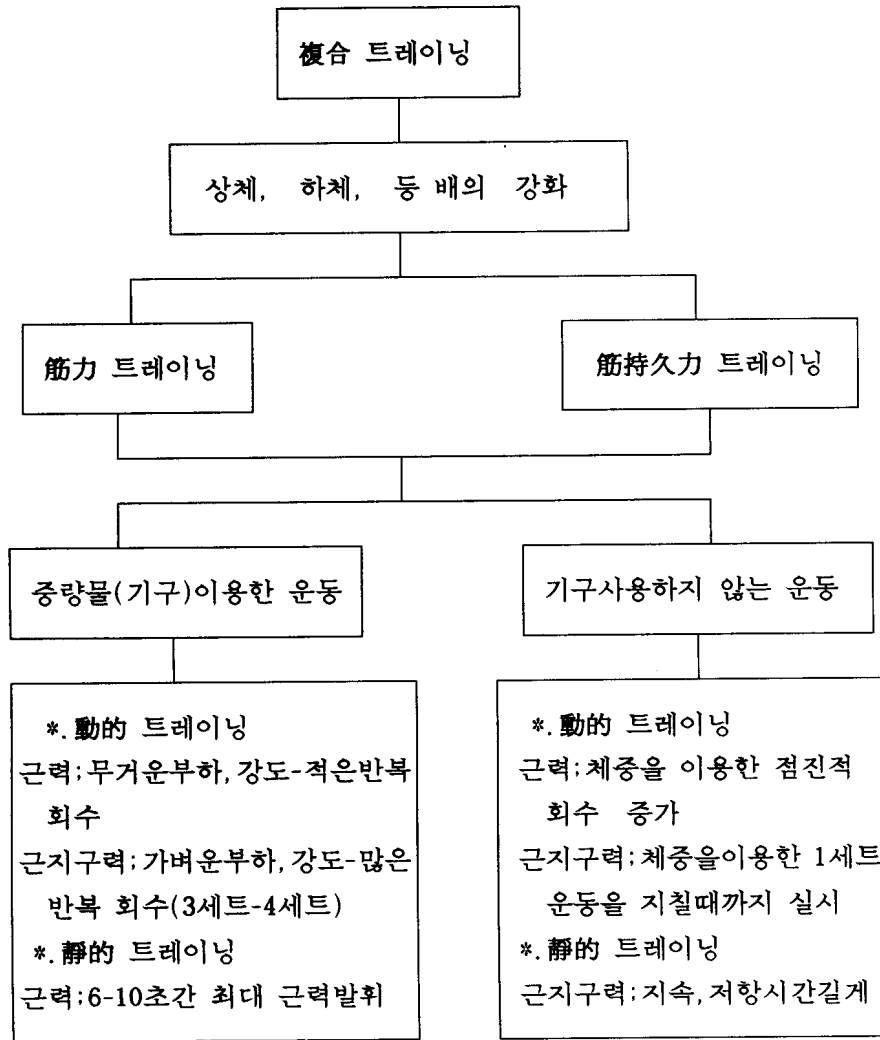 複合 트레이닝
상체, 하체, 등 배의 강화
筋力 트레이닝
筋持久力 트레이닝
중량물(기구)이용한 운동
기구사용하지 않는 운동
*.動的 트레이닝
근력;무거운부하,강도-적은반복
회수
근지구력;가벼운부하,강도-많은
반복 회수(3세트-4세트)
*.靜的 트레이닝
근력;6-10초간 최대 근력발휘
*.動的 트레이닝
근력;체중을 이용한 점진적
회수 증가
근지구력;체중을이용한 1세트
운동을 지칠때까지 실시
*.靜的 트레이닝
근지구력;지속,저항시간길게